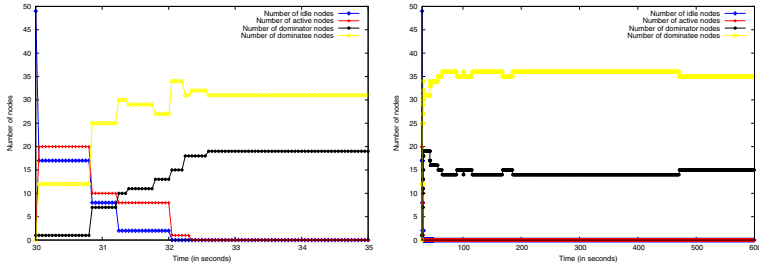 Number of idle nodes
Number of active nodes
Number of dominator nodes
Number of dominatee nodes
Number of nodes
50
45
40
35
30
25
20
15
10
5
0
30
31
32
33
34
35
Time (in seconds)
Number of idle nodes
Number of active nodes
Number of dominator nodes
Number of dominatee nodes
Number of nodes
50
45
40
35
30
25
20
15
10
5
0
100
200
300
400
500
600
Time (in seconds)